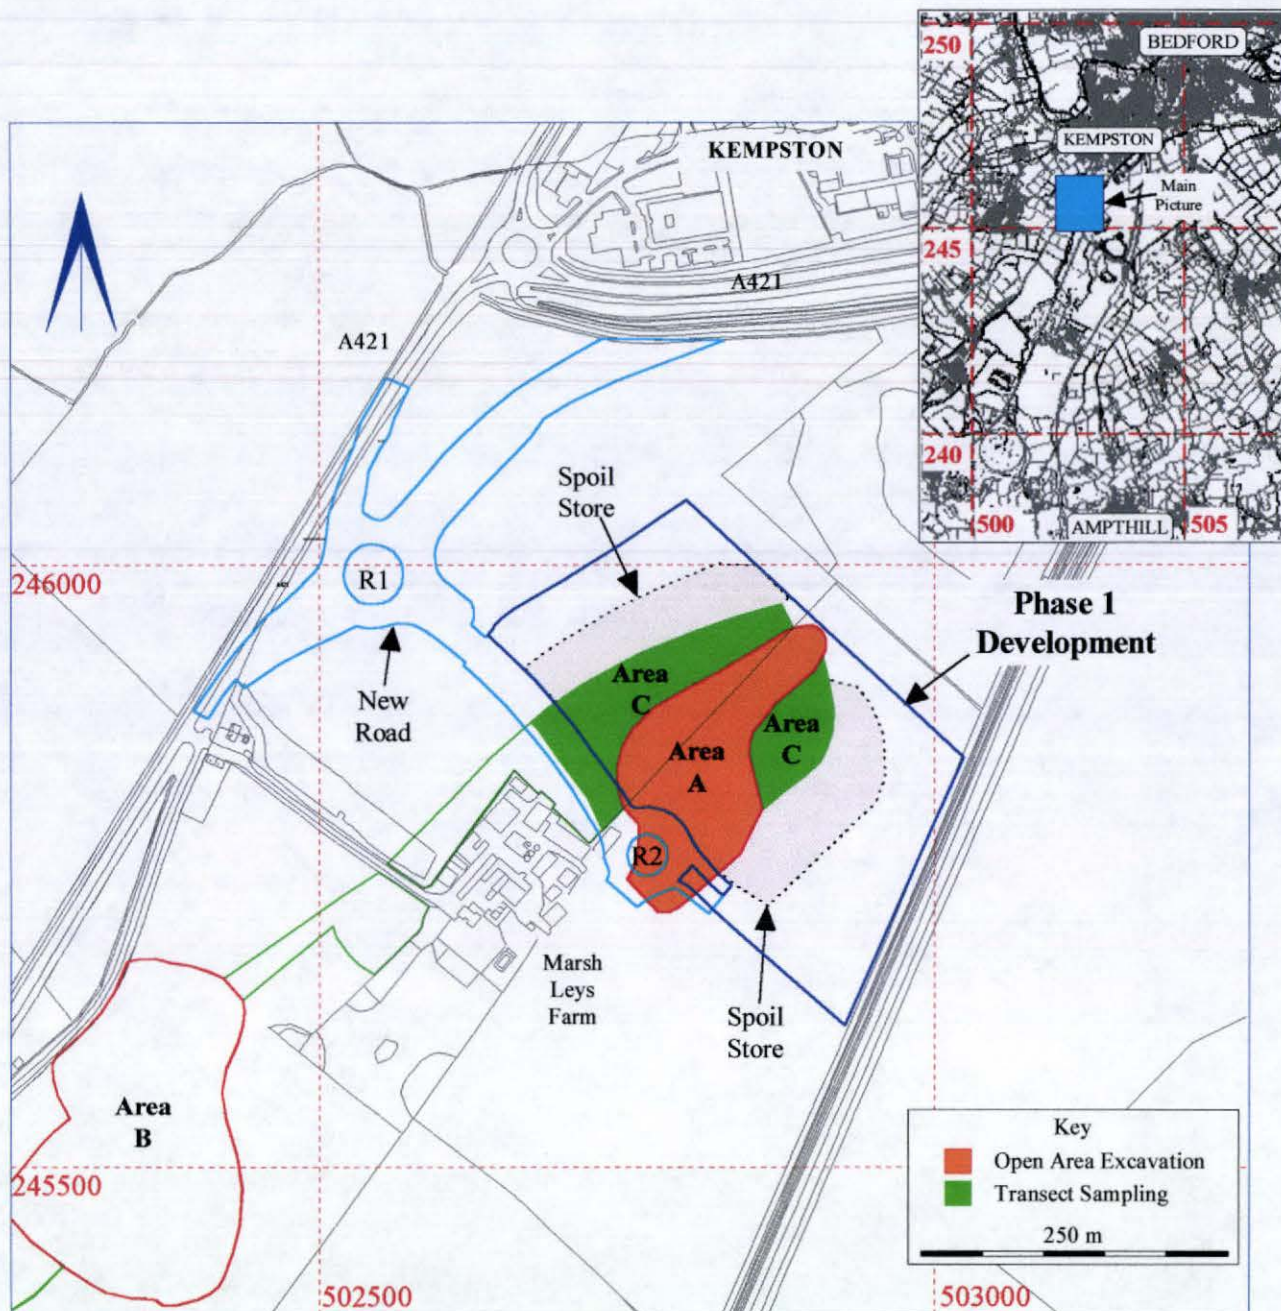 250
BEDFORD
KEMPSTON
Main
Picture
245
240
500
AMPTHILL
505
KEMPSTON
A421
A421
Spoil
Store
246000
R1
Phase 1
Development
New
Road
Area
C
Area
C
Area
A
R2
Marsh
Leys
Farm
Spoil
Store
Area
B
245500
Key
Open Area Excavation
Transect Sampling
250 m
502500
503000